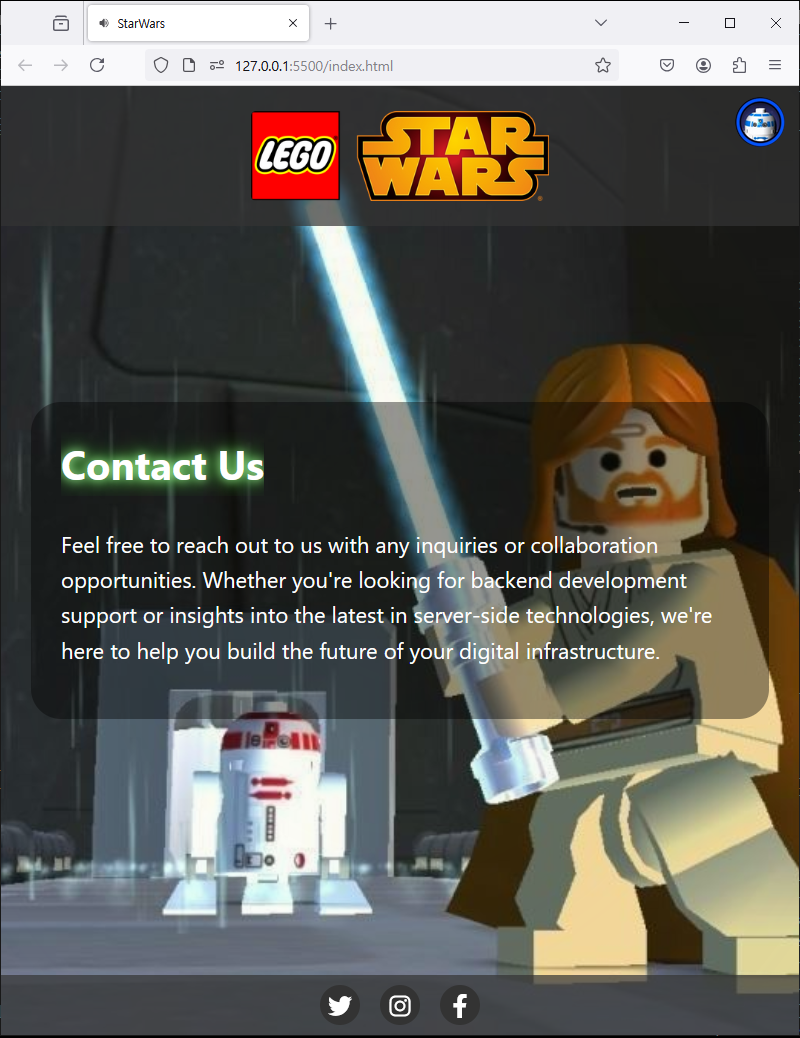 StarWars
127.0.0.1:5500/index.html
LEGO
STAR
WARS
Contact Us
Feel free to reach out to us with any inquiries or collaboration
opportunities. Whether you're looking for backend development
support or insights into the latest in server-side technologies, we're
here to help you build the future of your digital infrastructure.